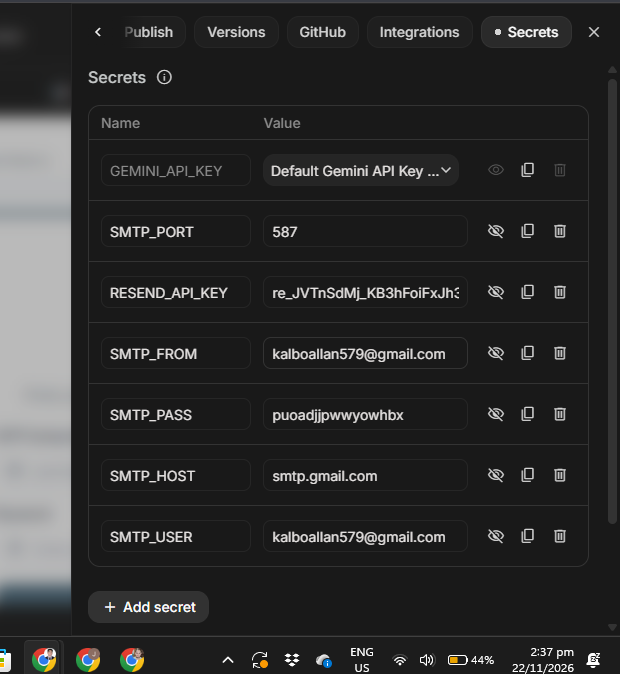 Publish Versions GitHub Integrations Secrets
Secrets
Name Value
GEMINI_API_KEY Default Gemini API Key ...
SMTP_PORT 587
RESEND_API_KEY re_JVTnSdMj_KB3hFoiFxJh3
SMTP_FROM kalboallan579@gmail.com
SMTP_PASS puoadjjpwwyowhbx
SMTP_HOST smtp.gmail.com
SMTP_USER kalboallan579@gmail.com
+ Add secret
ENG 2:37 pm
US 44% 22/11/2026